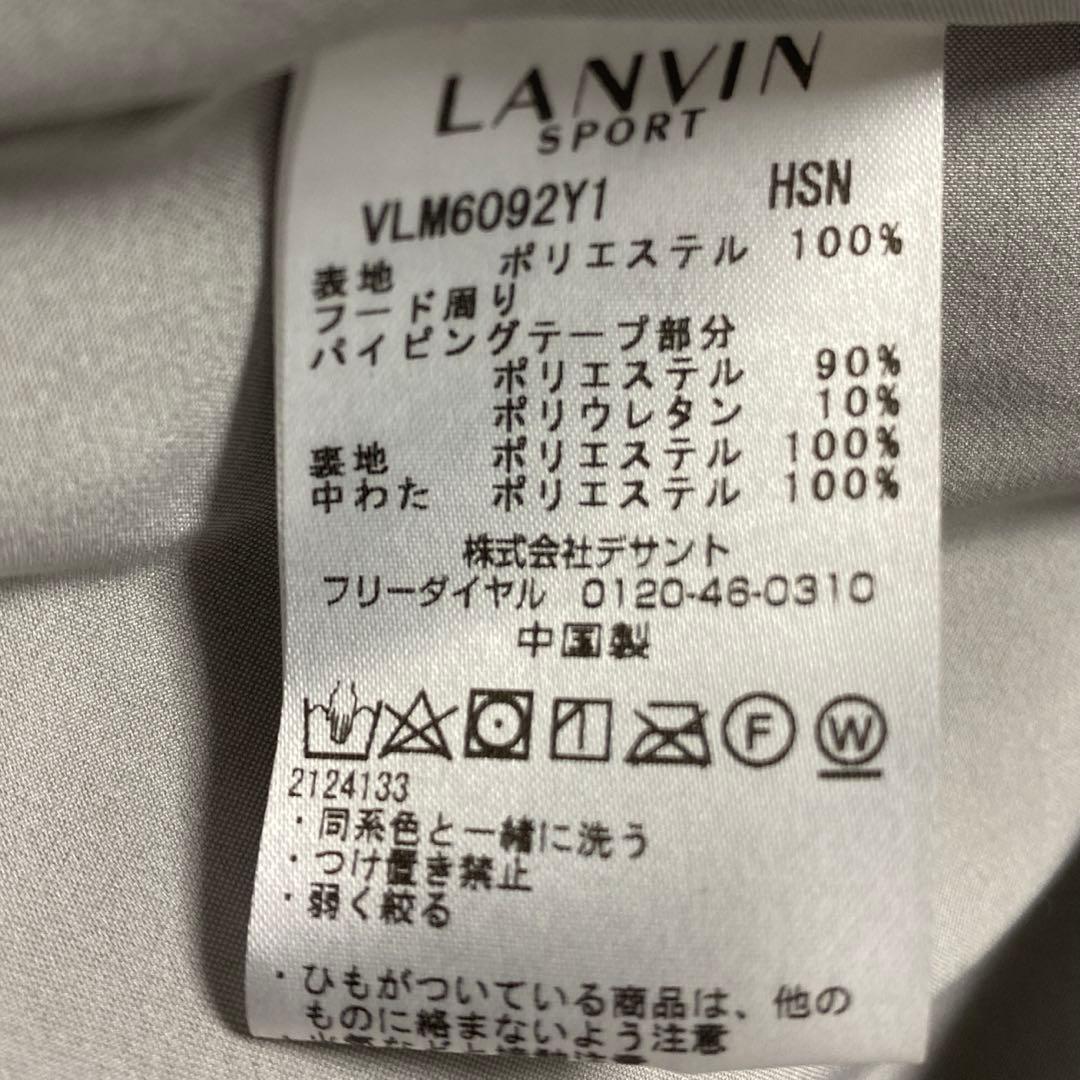 LANVIN
SPORT
VLM6092Y1 HSN
表地 ポリエステル 100%
フード周り
パイピングテープ部分
ポリエステル 90%
ポリウレタン 10%
裏地 ポリエステル 100%
中わた ポリエステル 100%
株式会社デサント
フリーダイヤル 0120-46-0310
中国製
F W
2124133
・同系色と一緒に洗う
・つけ置き禁止
・弱く絞る
・ひもがついている商品は、他の
ものに絡まないよう注意